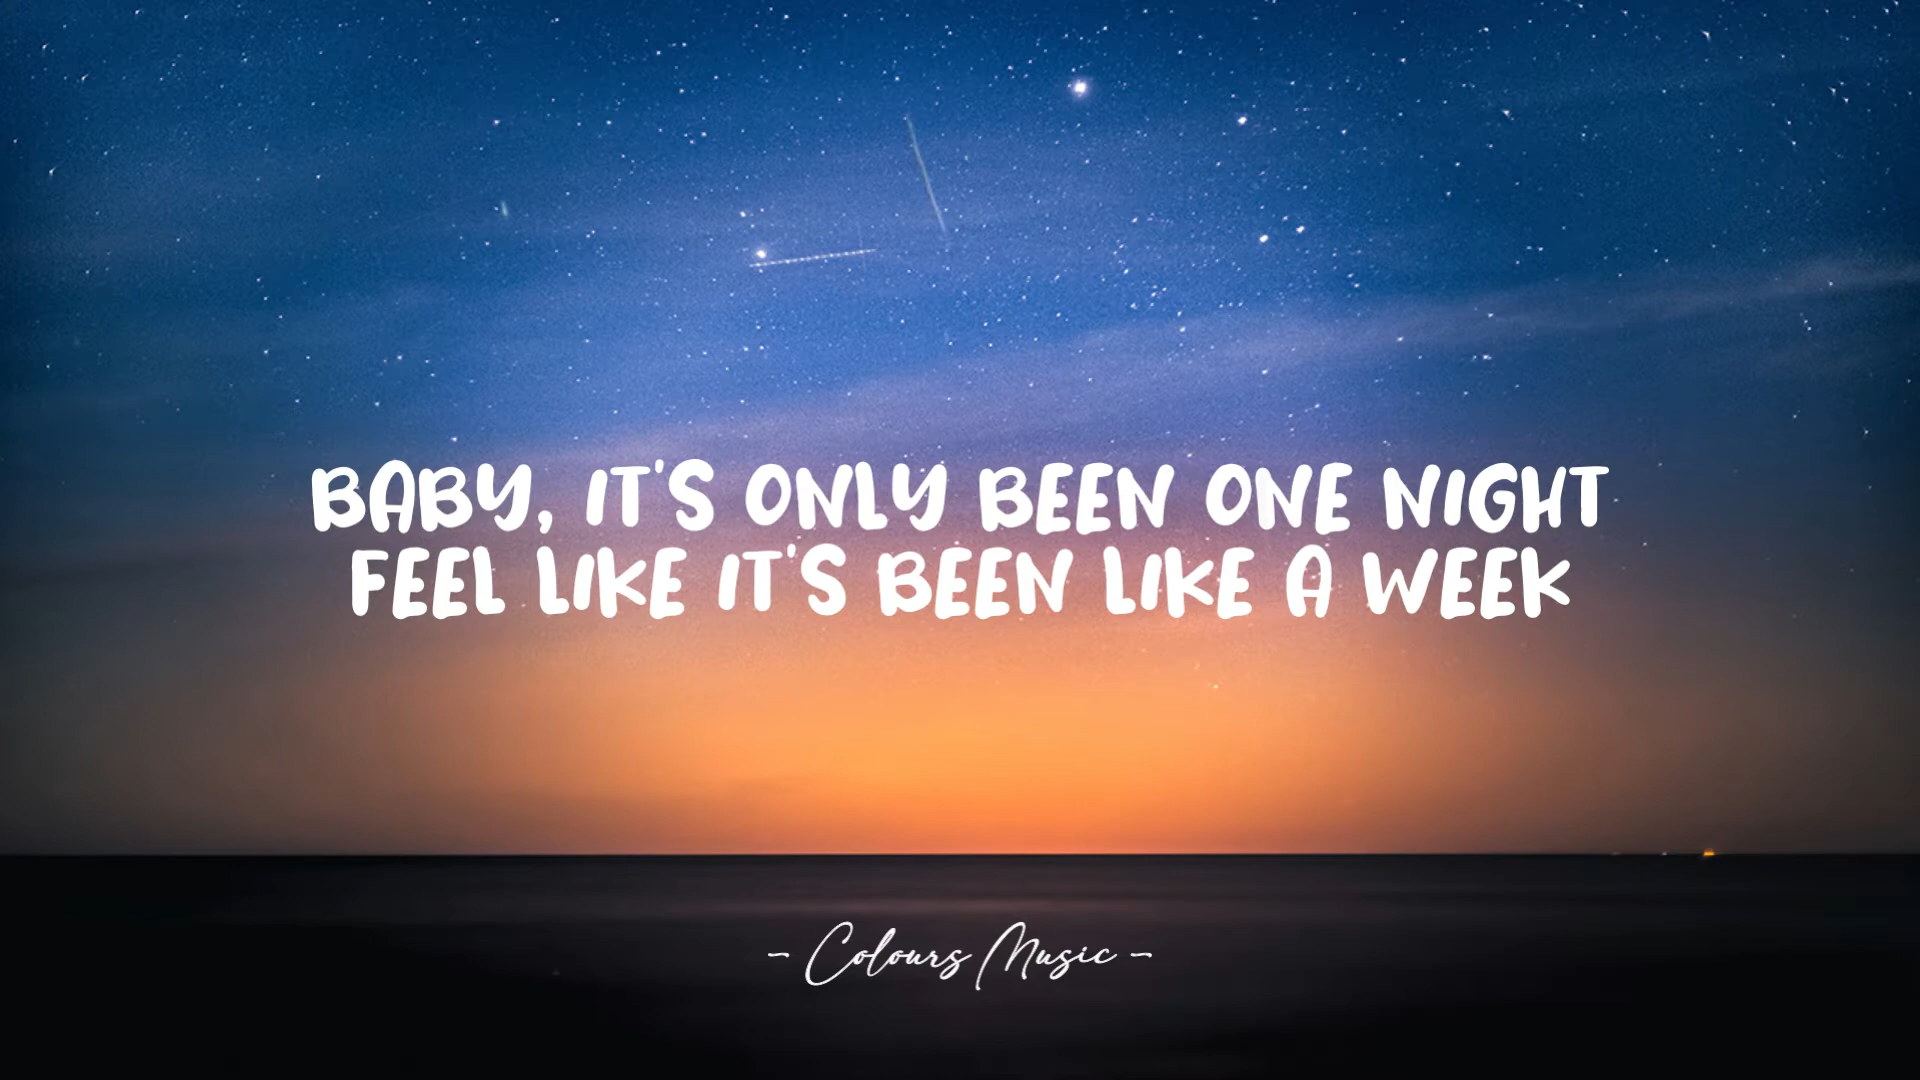 BABY, IT'S ONLY BEEN ONE NIGHT
FEEL LIKE IT'S BEEN LIKE A WEEK
- Colours Music -